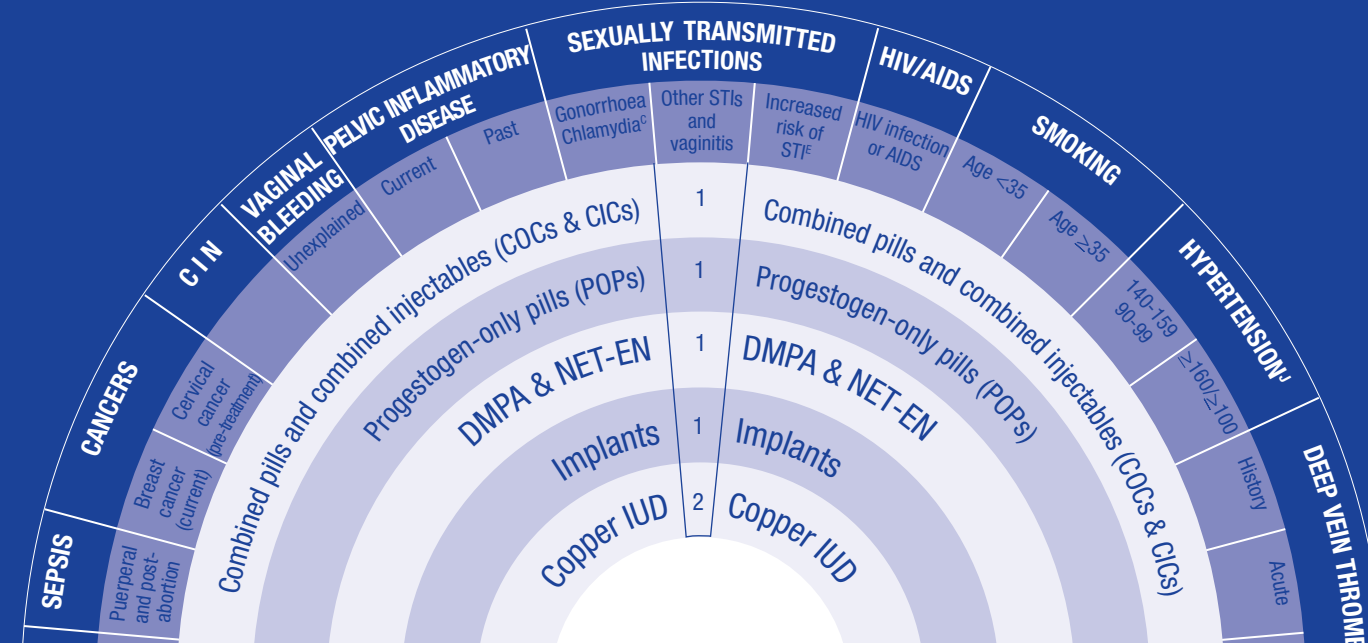 SEPSIS
Puerperal
and post-
abortion
CANCERS
Breast
cancer
(current)
Cervical
cancer
(pre-treatment)
C I N
VAGINAL
BLEEDING
Unexplained
PELVIC INFLAMMATORY
DISEASE
Current
Past
SEXUALLY TRANSMITTED
INFECTIONS
Gonorrhoea
Chlamydiaᶜ
Other STIs
and
vaginitis
Increased
risk of
STIᴱ
HIV/AIDS
HIV infection
or AIDS
SMOKING
Age <35
Age ≥35
HYPERTENSIONᴶ
140-159
90-99
≥160/≥100
DEEP VEIN THROM
History
Acute
Combined pills and combined injectables (COCs & CICs)
1
Combined pills and combined injectables (COCs & CICs)
Progestogen-only pills (POPs)
1
Progestogen-only pills (POPs)
DMPA & NET-EN
1
DMPA & NET-EN
Implants
1
Implants
Copper IUD
2
Copper IUD